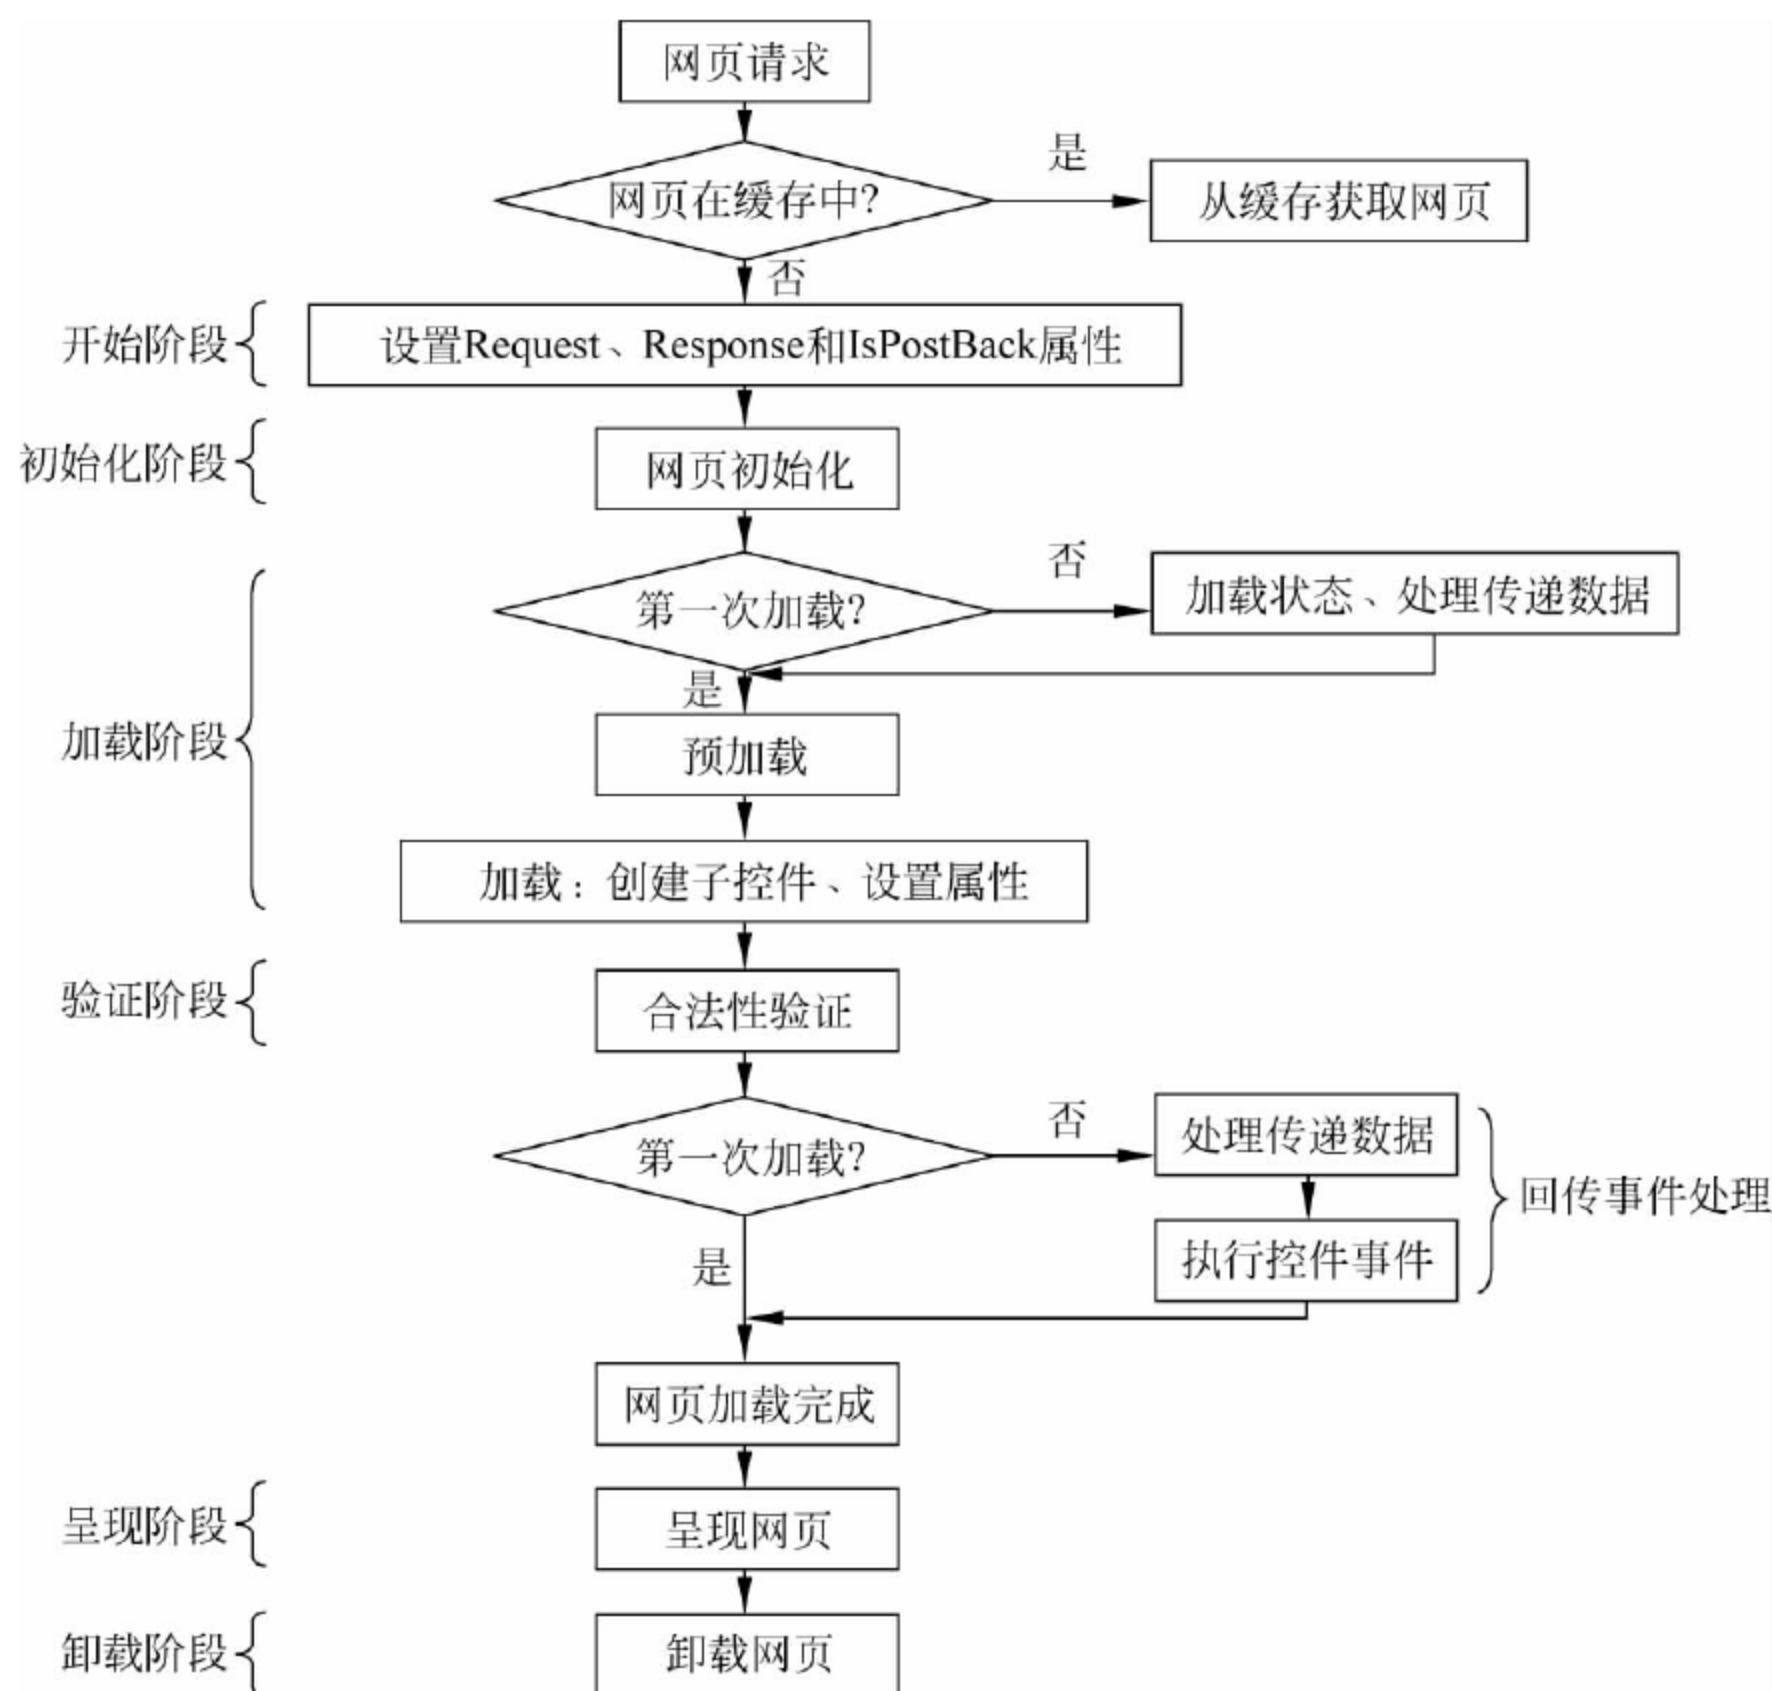 网页请求
是
网页在缓存中?
从缓存获取网页
否
开始阶段
设置Request、Response和IsPostBack属性
初始化阶段
网页初始化
否
第一次加载?
加载状态、处理传递数据
是
加载阶段
预加载
加载：创建子控件、设置属性
验证阶段
合法性验证
否
第一次加载?
处理传递数据
回传事件处理
执行控件事件
是
网页加载完成
呈现阶段
呈现网页
卸载阶段
卸载网页